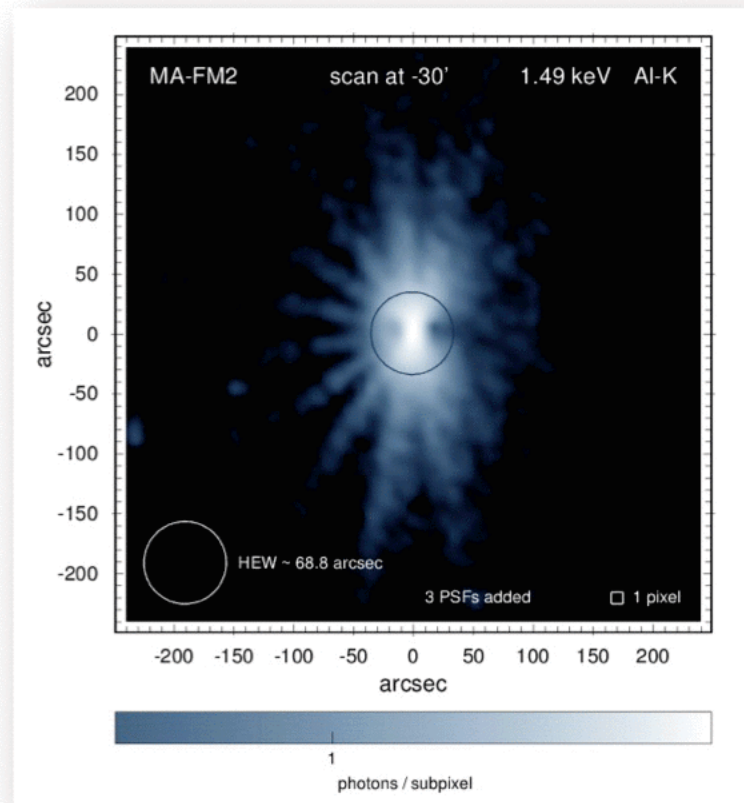 MA-FM2 scan at -30' 1.49 keV Al-K
200
150
100
50
0
-50
-100
-150
-200
arcsec
HEW ~ 68.8 arcsec
3 PSFs added
1 pixel
-200 -150 -100 -50 0 50 100 150 200
arcsec
1
photons / subpixel